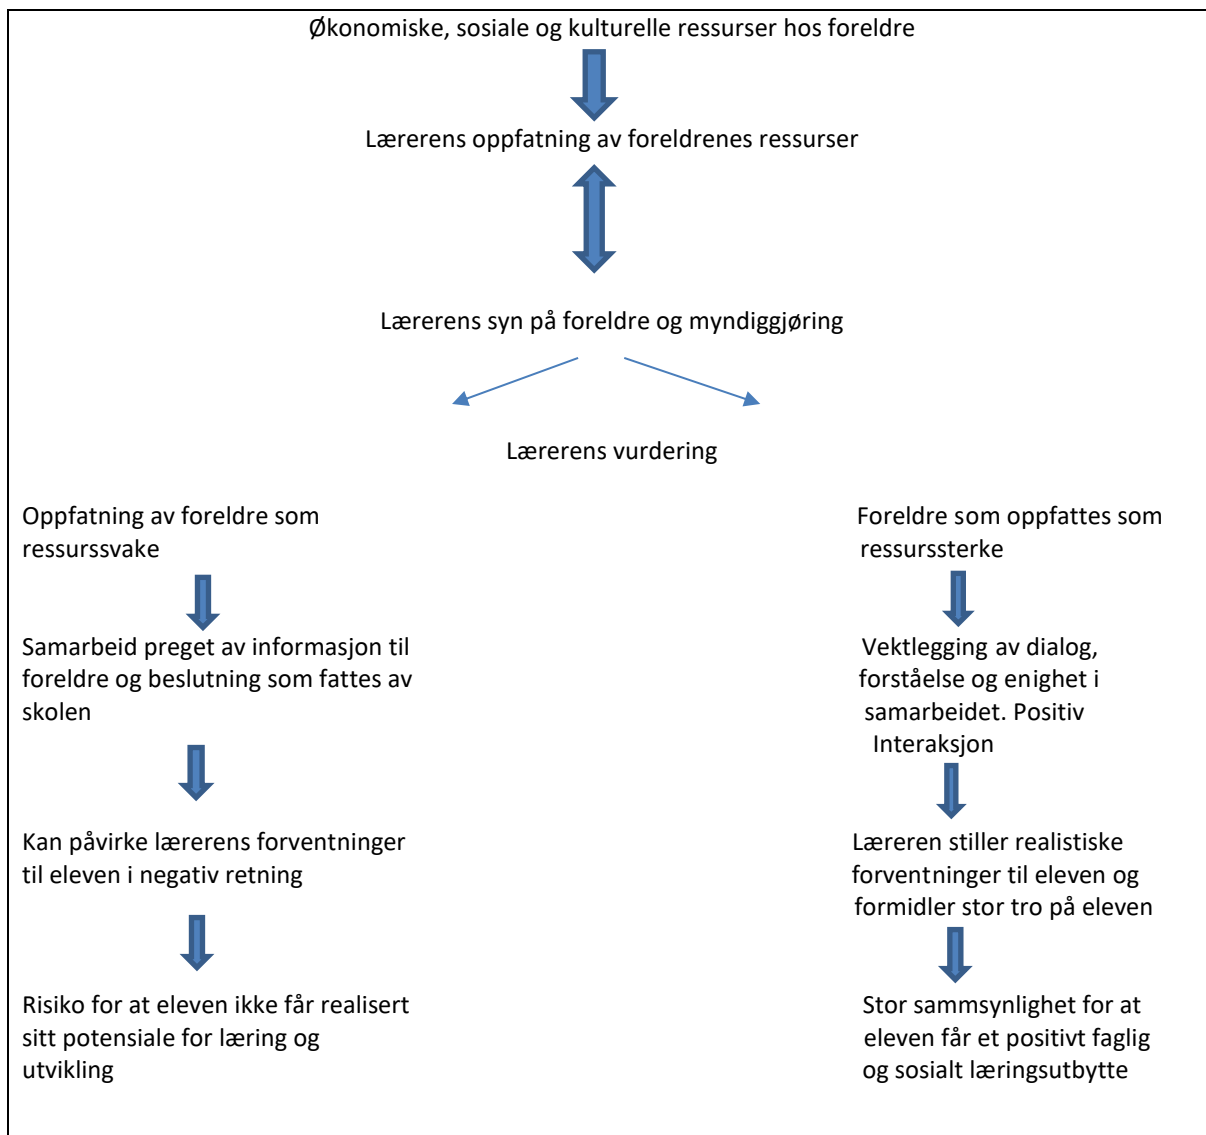 Økonomiske, sosiale og kulturelle ressurser hos foreldre
Lærerens oppfatning av foreldrenes ressurser
Lærerens syn på foreldre og myndiggjøring
Lærerens vurdering
Oppfatning av foreldre som
ressurssvake
Samarbeid preget av informasjon til
foreldre og beslutning som fattes av
skolen
Kan påvirke lærerens forventninger
til eleven i negativ retning
Risiko for at eleven ikke får realisert
sitt potensiale for læring og
utvikling
Foreldre som oppfattes som
ressurssterke
Vektlegging av dialog,
forståelse og enighet i
samarbeidet. Positiv
Interaksjon
Læreren stiller realistiske
forventninger til eleven og
formidler stor tro på eleven
Stor sammsynlighet for at
eleven får et positivt faglig
og sosialt læringsutbytte